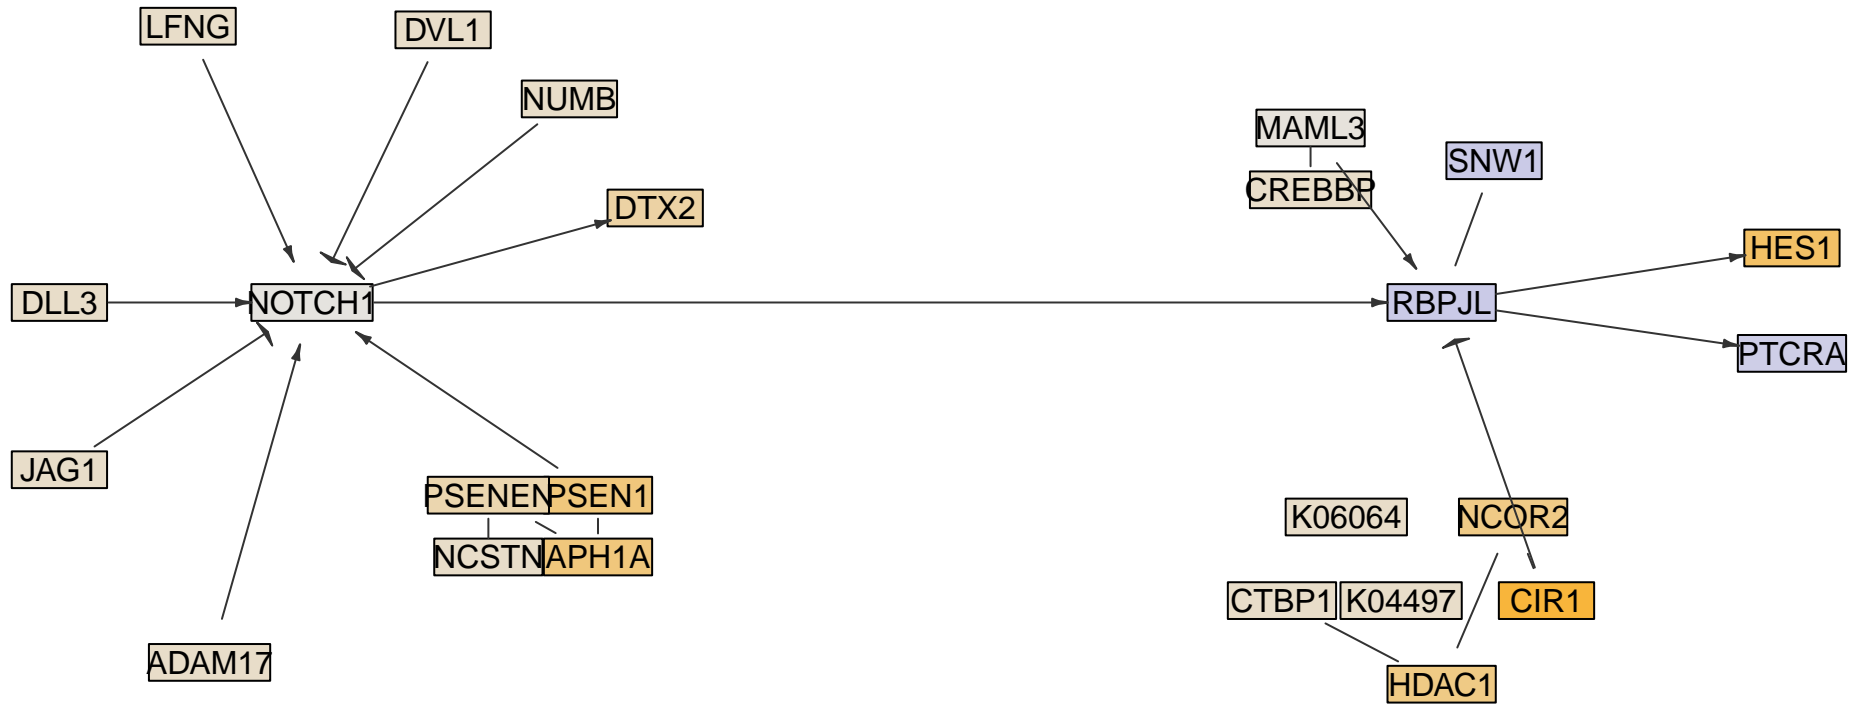 LFNG
DVL1
NUMB
MAML3
SNW1
CREBBP
DTX2
HES1
DLL3
NOTCH1
RBPJL
PTCRA
JAG1
PSENEN
PSEN1
K06064
NCOR2
NCSTN
APH1A
CTBP1
K04497
CIR1
ADAM17
HDAC1